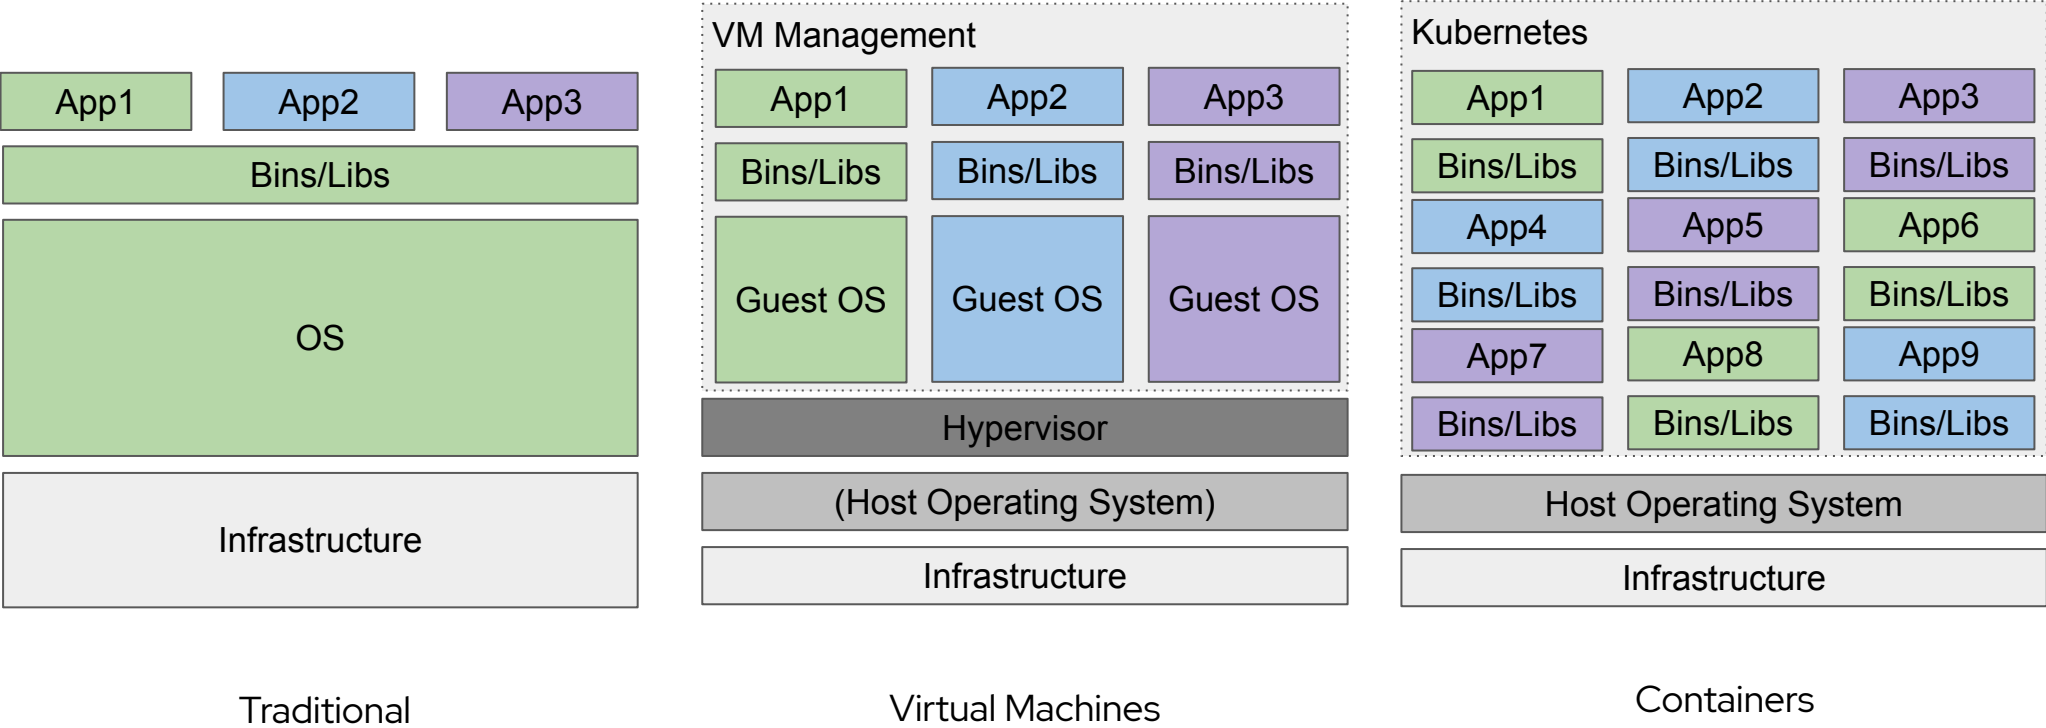 App1
App2
App3
Bins/Libs
OS
Infrastructure
Traditional
VM Management
App1
App2
App3
Bins/Libs
Bins/Libs
Bins/Libs
Guest OS
Guest OS
Guest OS
Hypervisor
(Host Operating System)
Infrastructure
Virtual Machines
Kubernetes
App1
App2
App3
Bins/Libs
Bins/Libs
Bins/Libs
App4
App5
App6
Bins/Libs
Bins/Libs
Bins/Libs
App7
App8
App9
Bins/Libs
Bins/Libs
Bins/Libs
Host Operating System
Infrastructure
Containers